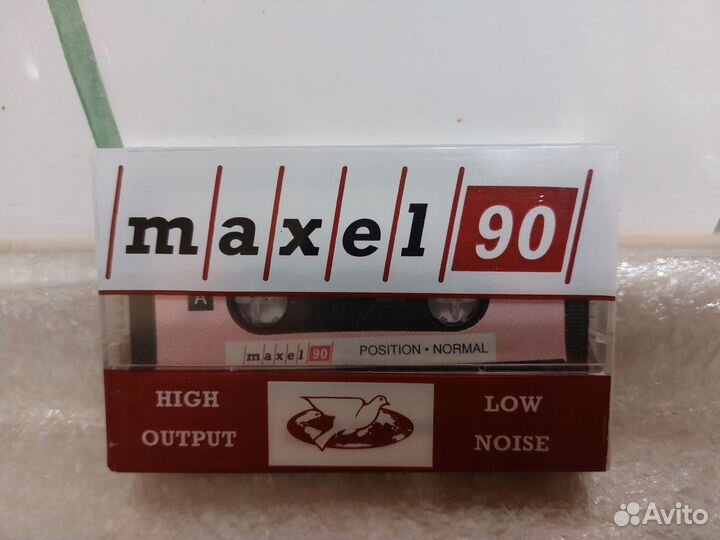 maxel 90
A
maxel 90 POSITION • NORMAL
HIGH OUTPUT
LOW NOISE
Avito